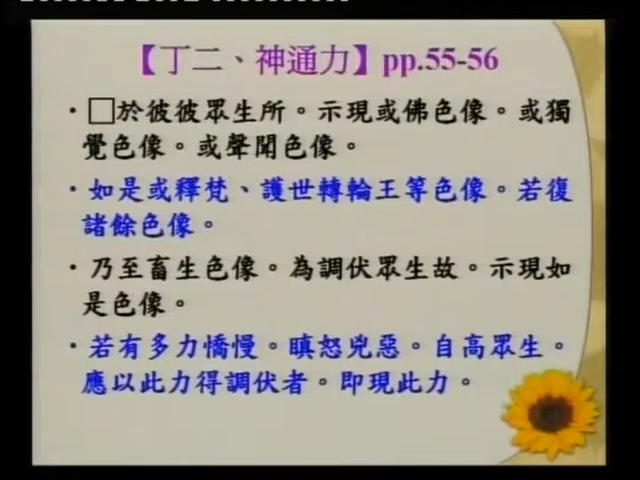 【丁二、神通力】pp.55-56
·□於彼彼眾生所。示現或佛色像。或獨
覺色像。或聲聞色像。
·如是或釋梵、護世轉輪王等色像。若復
諸餘色像。
·乃至畜生色像。為調伏眾生故。示現如
是色像。
·若有多力憍慢。瞋怒兇惡。自高眾生。
應以此力得調伏者。即現此力。